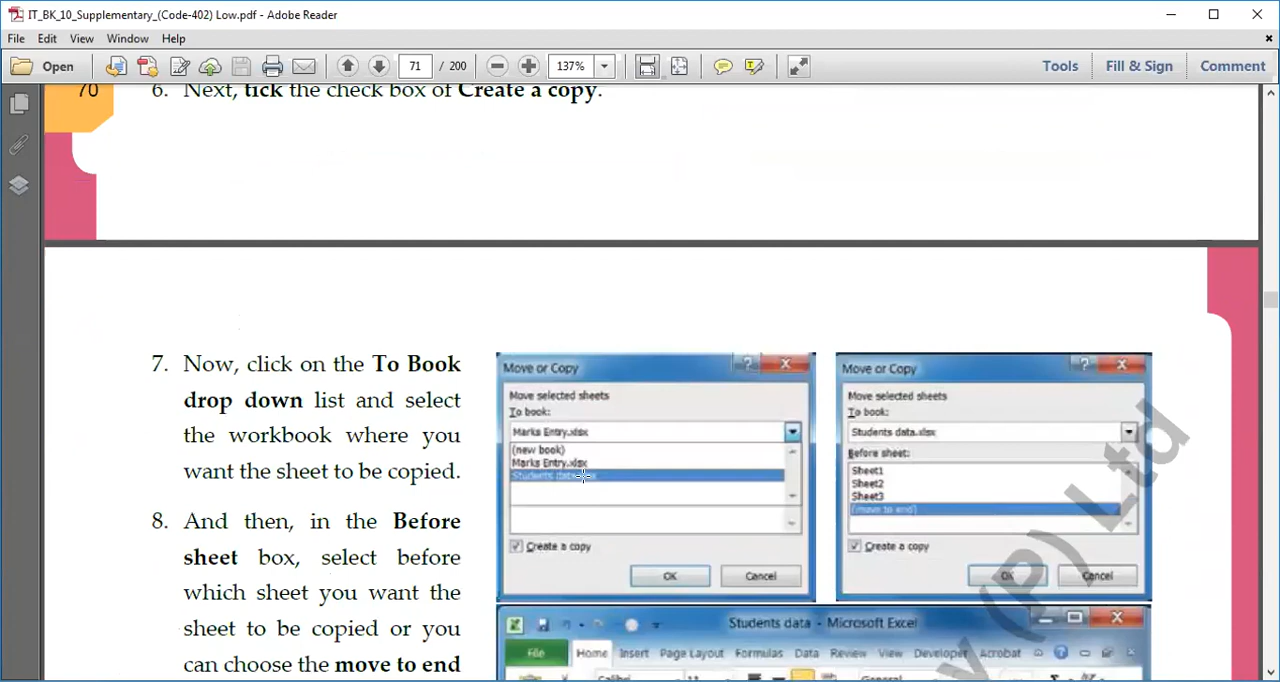 IT_BK_10_Supplementary_(Code-402) Low.pdf - Adobe Reader
File Edit View Window Help
Open 71 / 200 137% Tools Fill & Sign Comment
70
6. Next, tick the check box of Create a copy.
7. Now, click on the To Book
drop down list and select
the workbook where you
want the sheet to be copied.
8. And then, in the Before
sheet box, select before
which sheet you want the
sheet to be copied or you
can choose the move to end
Move or Copy
Move selected sheets
To book:
Marks Entry.xlsx
(new book)
Marks Entry.xlsx
Students data
Create a copy
OK Cancel
Move or Copy
Move selected sheets
To book:
Students data.xlsx
Before sheet:
Sheet1
Sheet2
Sheet3
(move to end)
Create a copy
OK Cancel
Students data - Microsoft Excel
File Home Insert Page Layout Formulas Data Review View Developer Acrobat
Calibri 11 General
y (P) Ltd